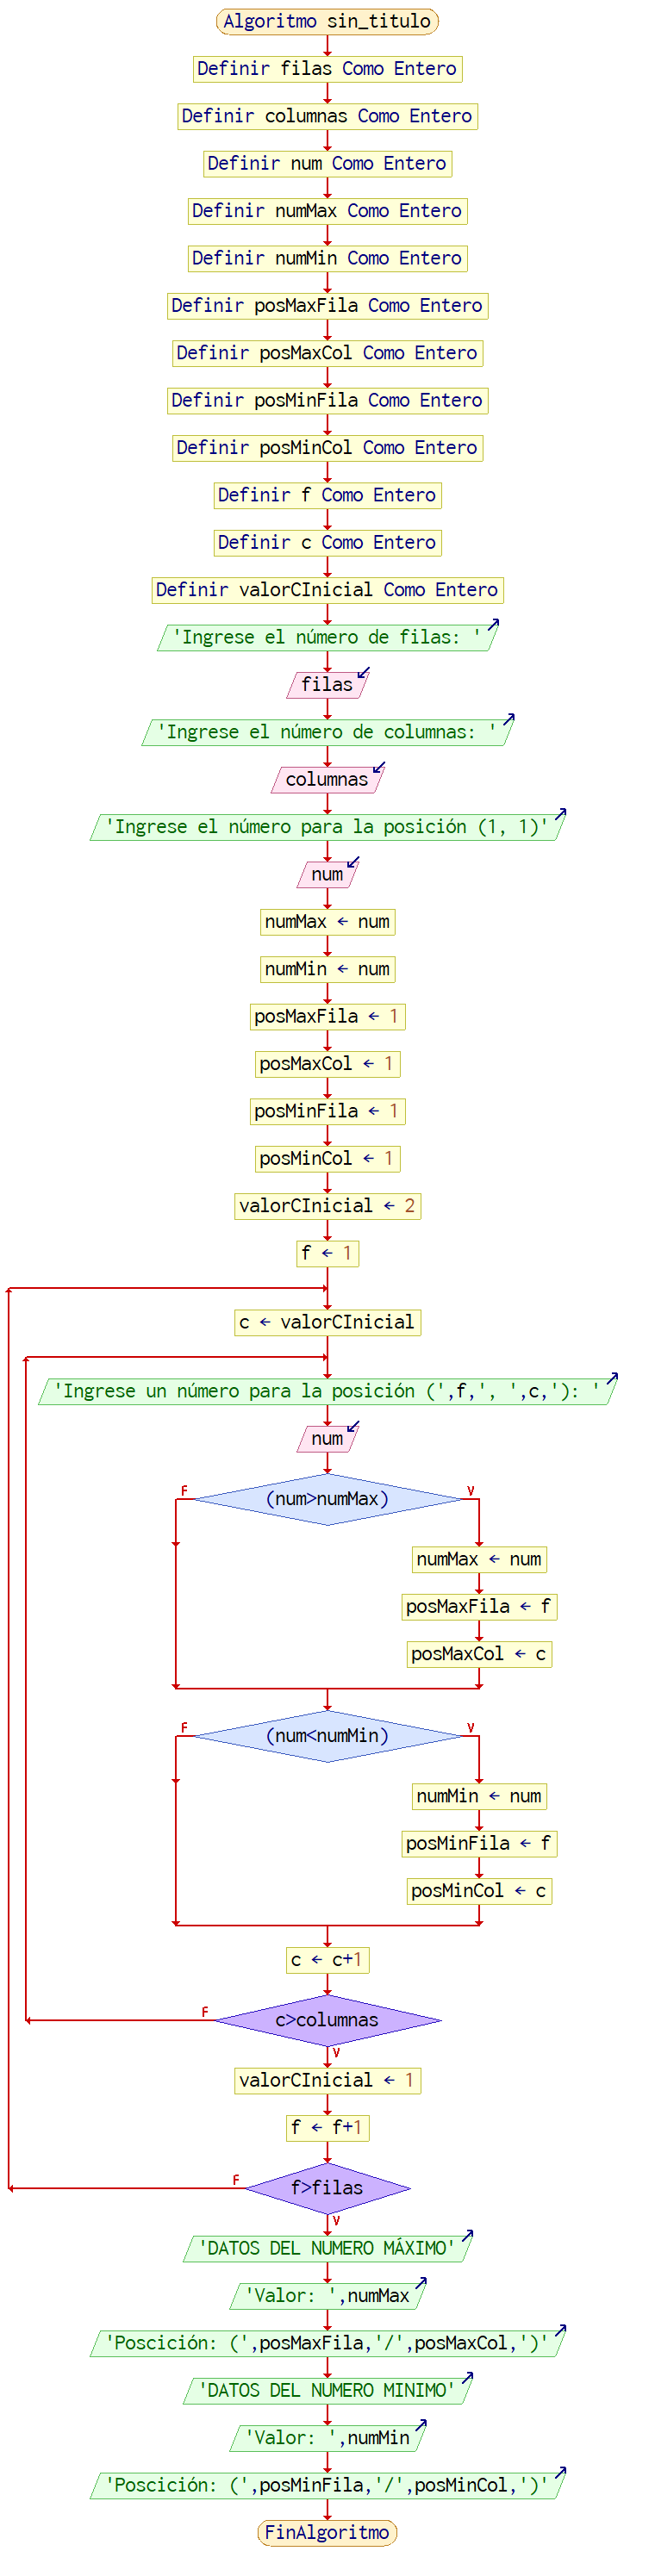 Algoritmo sin_titulo
Definir filas Como Entero
Definir columnas Como Entero
Definir num Como Entero
Definir numMax Como Entero
Definir numMin Como Entero
Definir posMaxFila Como Entero
Definir posMaxCol Como Entero
Definir posMinFila Como Entero
Definir posMinCol Como Entero
Definir f Como Entero
Definir c Como Entero
Definir valorCInicial Como Entero
'Ingrese el número de filas: '
filas
'Ingrese el número de columnas: '
columnas
'Ingrese el número para la posición (1, 1)'
num
numMax ← num
numMin ← num
posMaxFila ← 1
posMaxCol ← 1
posMinFila ← 1
posMinCol ← 1
valorCInicial ← 2
f ← 1
c ← valorCInicial
'Ingrese un número para la posición (',f,', ',c,'): '
num
F (num>numMax) V
numMax ← num
posMaxFila ← f
posMaxCol ← c
F (num<numMin) V
numMin ← num
posMinFila ← f
posMinCol ← c
c ← c+1
F c>columnas
V
valorCInicial ← 1
f ← f+1
F f>filas
V
'DATOS DEL NUMERO MÁXIMO'
'Valor: ',numMax
'Poscición: (',posMaxFila,'/',posMaxCol,')'
'DATOS DEL NUMERO MINIMO'
'Valor: ',numMin
'Poscición: (',posMinFila,'/',posMinCol,')'
FinAlgoritmo